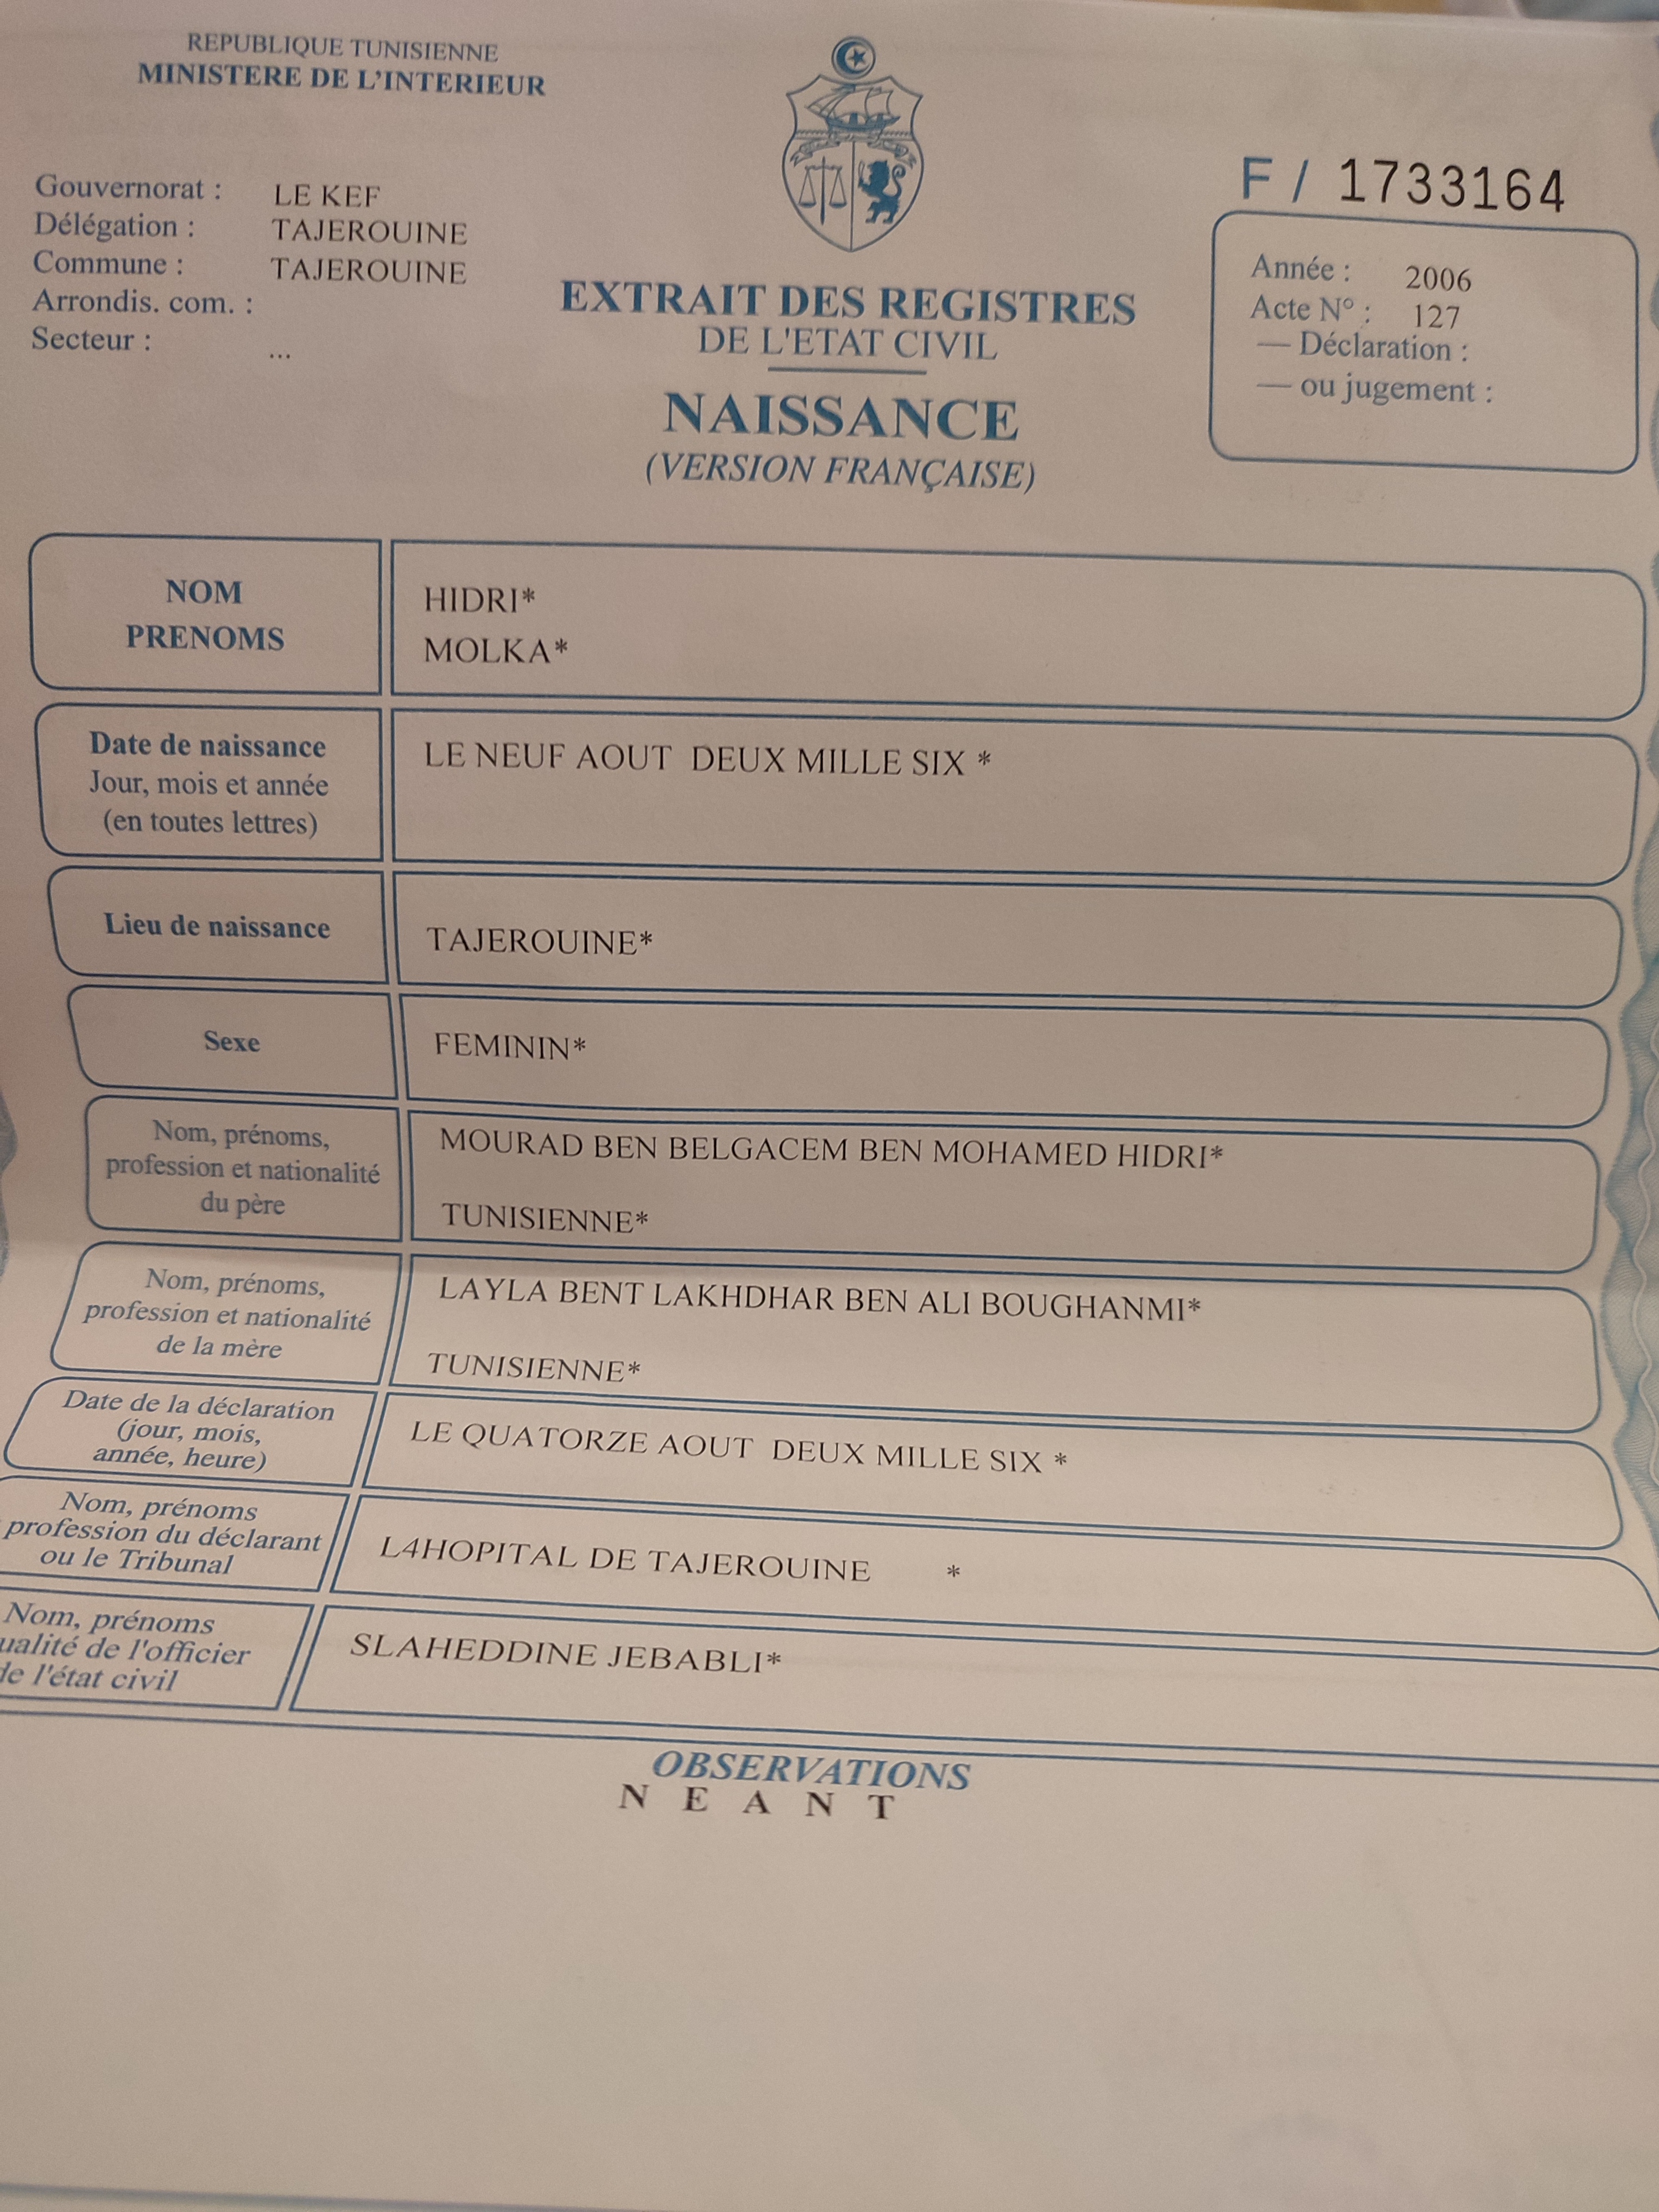 REPUBLIQUE TUNISIENNE
MINISTERE DE L'INTERIEUR
Gouvernorat : LE KEF
Délégation : TAJEROUINE
Commune : TAJEROUINE
Arrondis. com. :
Secteur : ...
EXTRAIT DES REGISTRES
DE L'ETAT CIVIL
NAISSANCE
(VERSION FRANÇAISE)
F / 1733164
Année : 2006
Acte N° : 127
— Déclaration :
— ou jugement :
NOM
PRENOMS
HIDRI*
MOLKA*
Date de naissance
Jour, mois et année
(en toutes lettres)
LE NEUF AOUT DEUX MILLE SIX *
Lieu de naissance
TAJEROUINE*
Sexe
FEMININ*
Nom, prénoms,
profession et nationalité
du père
MOURAD BEN BELGACEM BEN MOHAMED HIDRI*
TUNISIENNE*
Nom, prénoms,
profession et nationalité
de la mère
LAYLA BENT LAKHDHAR BEN ALI BOUGHANMI*
TUNISIENNE*
Date de la déclaration
(jour, mois,
année, heure)
LE QUATORZE AOUT DEUX MILLE SIX *
Nom, prénoms
profession du déclarant
ou le Tribunal
L4HOPITAL DE TAJEROUINE *
Nom, prénoms
ualité de l'officier
de l'état civil
SLAHEDDINE JEBABLI*
OBSERVATIONS
N E A N T